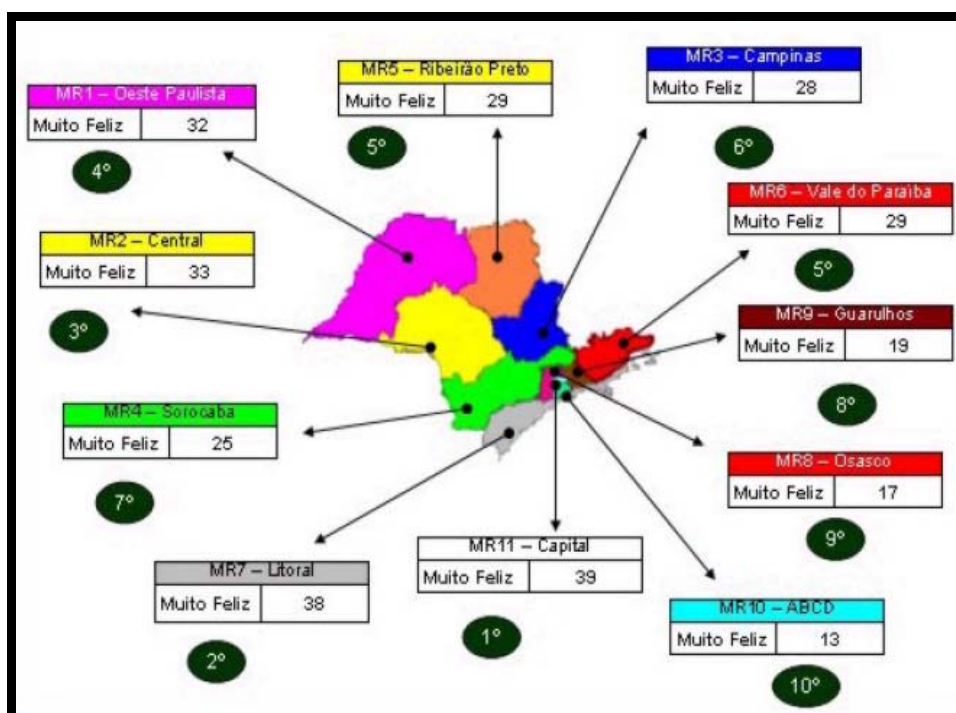 MR5 – Ribeirão Preto
Muito Feliz 29
5º
MR3 – Campinas
Muito Feliz 28
6º
MR1 – Oeste Paulista
Muito Feliz 32
4º
MR6 – Vale do Paraíba
Muito Feliz 29
5º
MR2 – Central
Muito Feliz 33
3º
MR9 – Guarulhos
Muito Feliz 19
8º
MR4 – Sorocaba
Muito Feliz 25
7º
MR8 – Osasco
Muito Feliz 17
9º
MR11 – Capital
Muito Feliz 39
1º
MR7 – Litoral
Muito Feliz 38
2º
MR10 – ABCD
Muito Feliz 13
10º